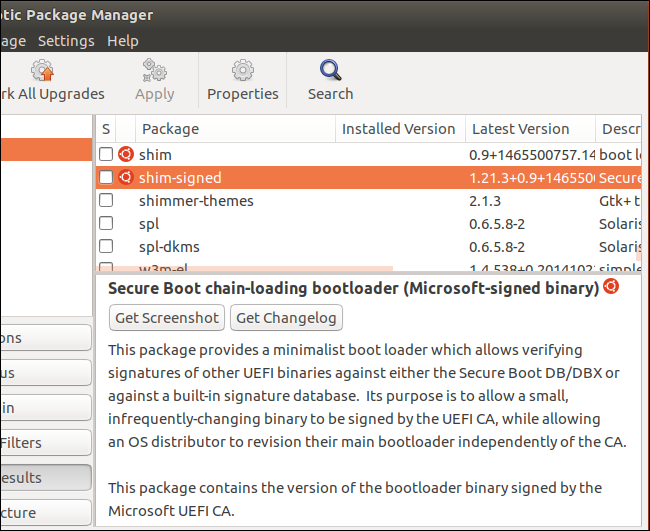 tic Package Manager
age Settings Help
rk All Upgrades Apply Properties Search
S Package Installed Version Latest Version Descr
shim 0.9+1465500757.14 boot l
shim-signed 1.21.3+0.9+146550 Secure
shimmer-themes 2.1.3 Gtk+ t
spl 0.6.5.8-2 Solaris
spl-dkms 0.6.5.8-2 Solaris
w3m-el 1.4.538+0.2014102 simple
Secure Boot chain-loading bootloader (Microsoft-signed binary)
Get Screenshot Get Changelog
This package provides a minimalist boot loader which allows verifying
signatures of other UEFI binaries against either the Secure Boot DB/DBX or
against a built-in signature database. Its purpose is to allow a small,
infrequently-changing binary to be signed by the UEFI CA, while allowing
an OS distributor to revision their main bootloader independently of the CA.
This package contains the version of the bootloader binary signed by the
Microsoft UEFI CA.
ons
us
in
Filters
esults
cture